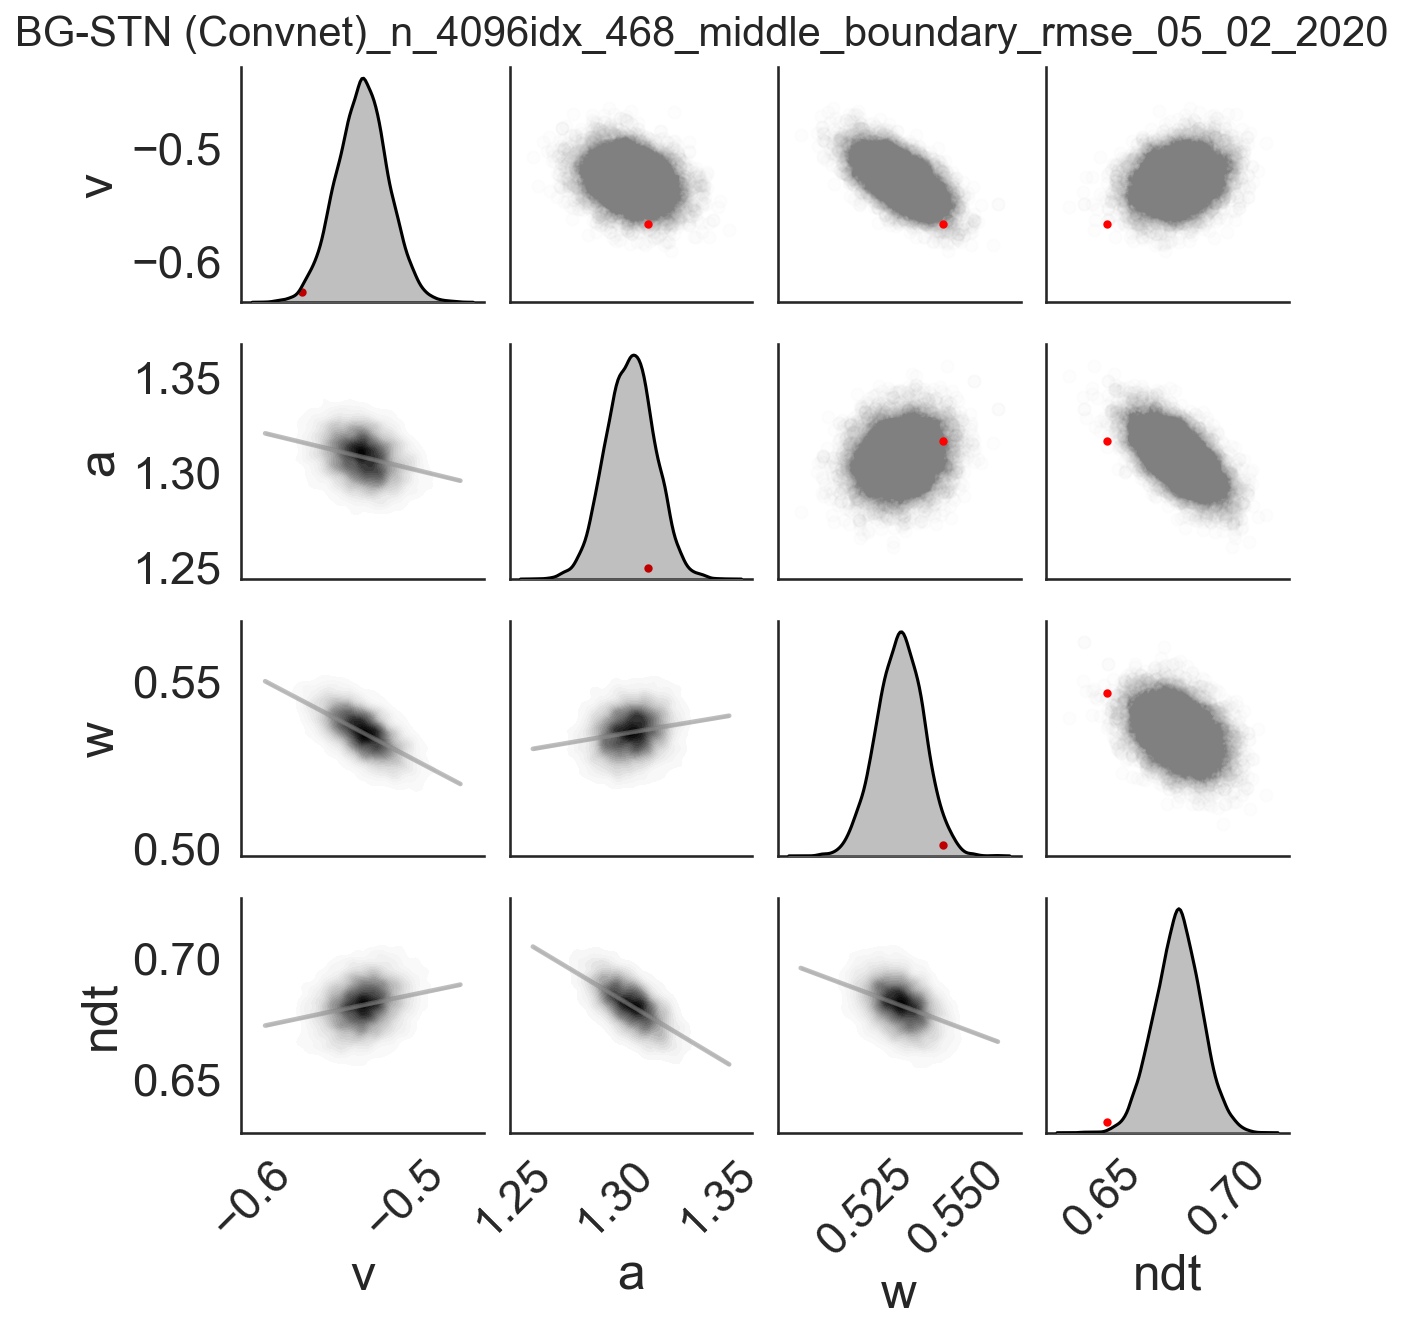 BG-STN (Convnet)_n_4096idx_468_middle_boundary_rmse_05_02_2020
v
−0.5
−0.6
a
1.35
1.30
1.25
w
0.55
0.50
ndt
0.70
0.65
−0.6 −0.5
1.25 1.30 1.35
0.525 0.550
0.65 0.70
v
a
w
ndt